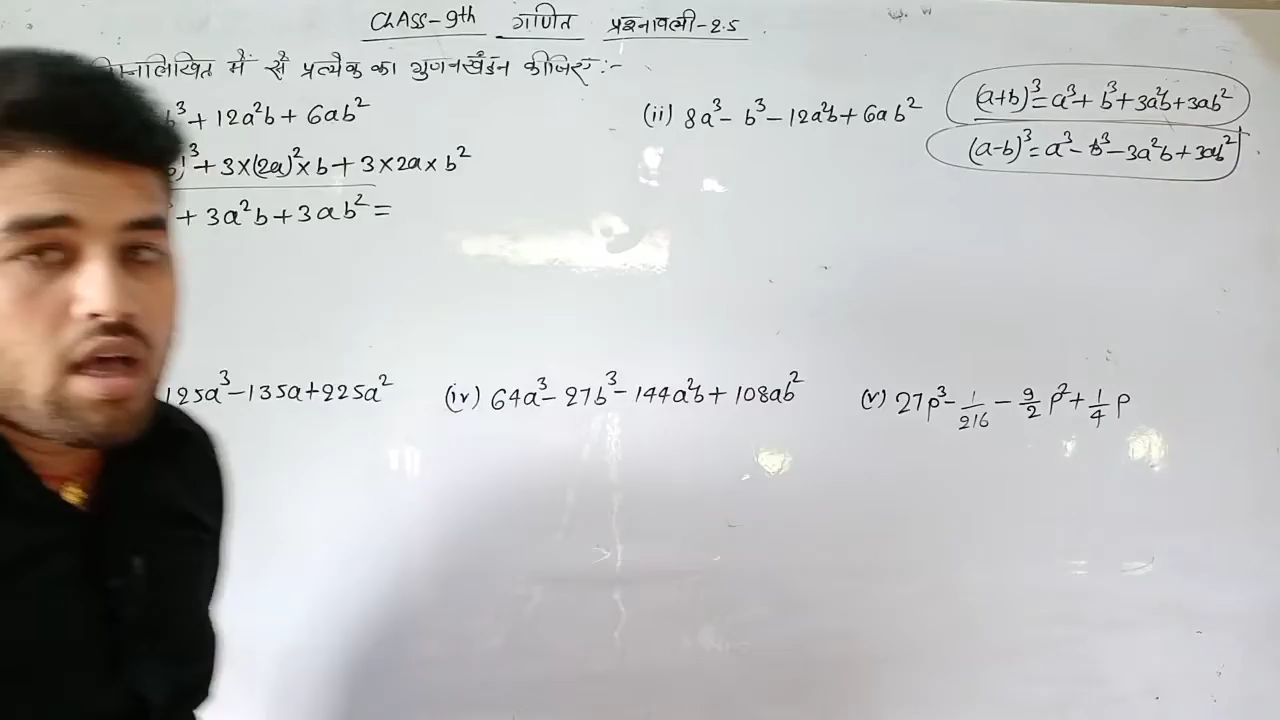 CLASS-9th गणित प्रश्नावली-2.5
निम्नलिखित में से प्रत्येक का गुणनखंडन कीजिए:-
b³ + 12a²b + 6ab²
(ii) 8a³ - b³ - 12a²b + 6ab²
(a+b)³ = a³ + b³ + 3a²b + 3ab²
(a-b)³ = a³ - b³ - 3a²b + 3ab²
b)³ + 3×(2a)²×b + 3×2a×b²
+ 3a²b + 3ab² =
125a³ - 135a + 225a²
(iv) 64a³ - 27b³ - 144a²b + 108ab²
(v) 27p³ - 1/216 - 9/2 p² + 1/4 p